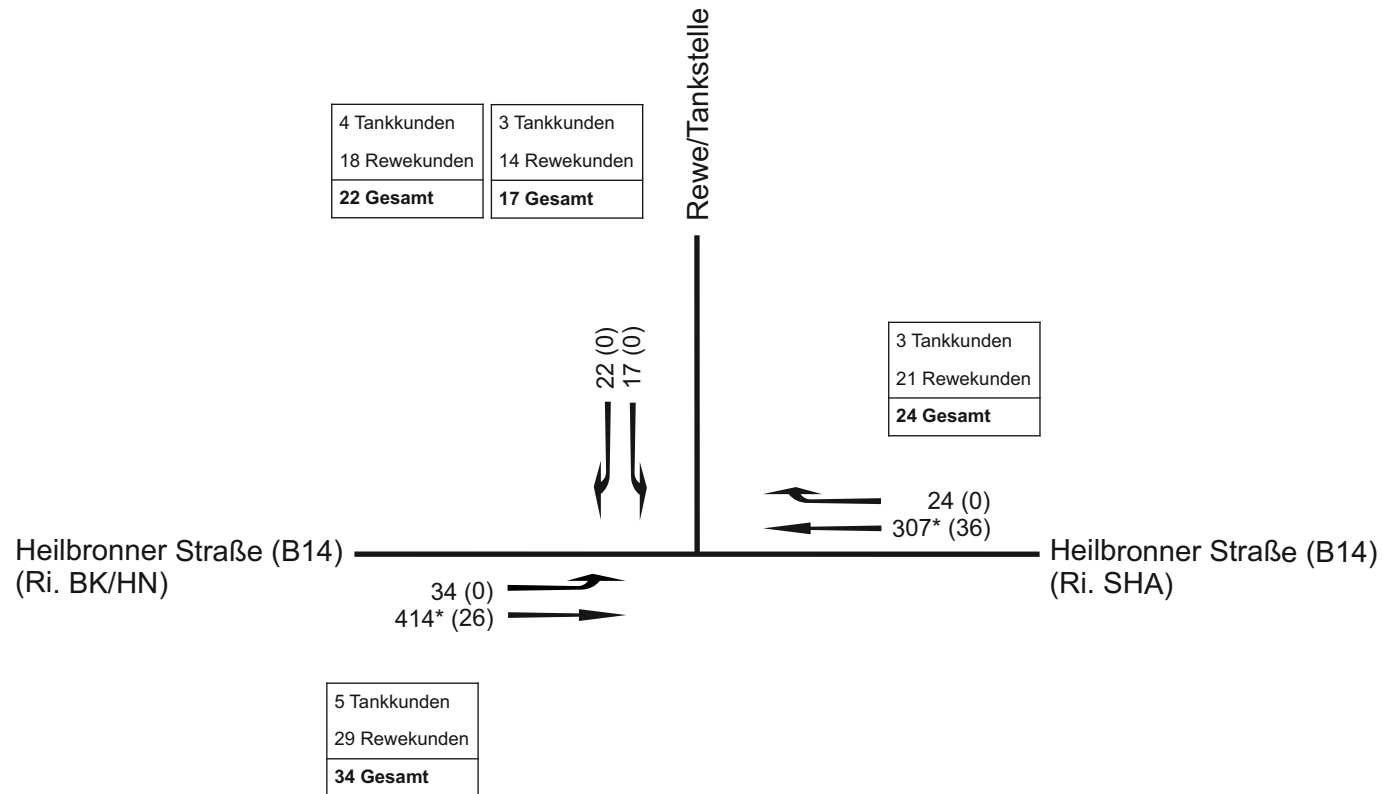 Rewe/Tankstelle
4 Tankkunden
18 Rewekunden
22 Gesamt
3 Tankkunden
14 Rewekunden
17 Gesamt
22 (0)
17 (0)
3 Tankkunden
21 Rewekunden
24 Gesamt
24 (0)
307* (36)
Heilbronner Straße (B14)
(Ri. BK/HN)
Heilbronner Straße (B14)
(Ri. SHA)
34 (0)
414* (26)
5 Tankkunden
29 Rewekunden
34 Gesamt